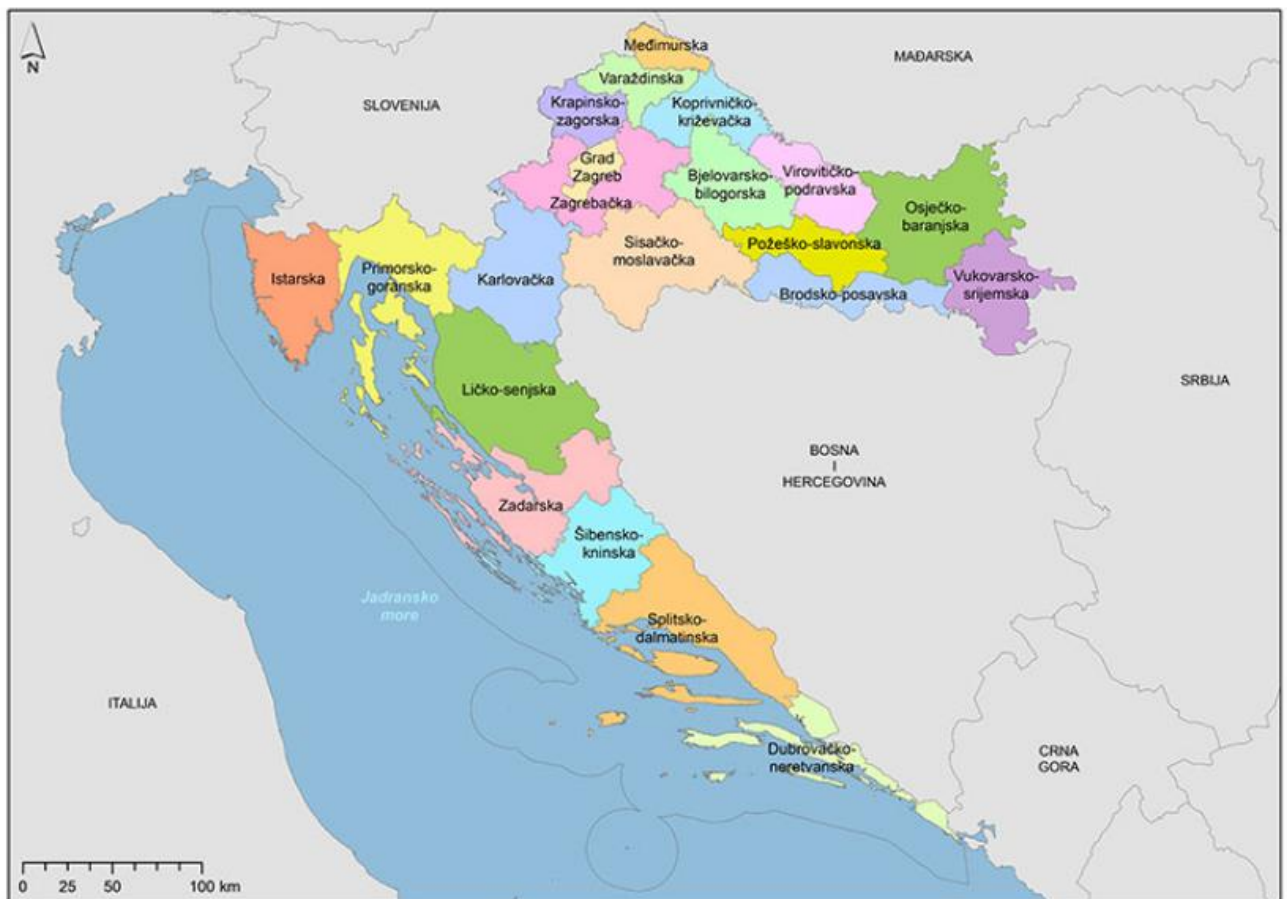 N
Međimurska
MAĐARSKA
Varaždinska
SLOVENIJA
Krapinsko-
zagorska
Koprivničko-
križevačka
Grad
Zagreb
Zagrebačka
Bjelovarsko-
bilogorska
Virovitičko-
podravska
Osječko-
baranjska
Istarska
Primorsko-
goranska
Karlovačka
Sisačko-
moslavačka
Požeško-slavonska
Brodsko-posavska
Vukovarsko-
srijemska
SRBIJA
Ličko-senjska
BOSNA
I
HERCEGOVINA
Zadarska
Šibensko-
kninska
Jadransko
more
Splitsko-
dalmatinska
ITALIJA
Dubrovačko-
neretvanska
CRNA
GORA
0 25 50 100 km